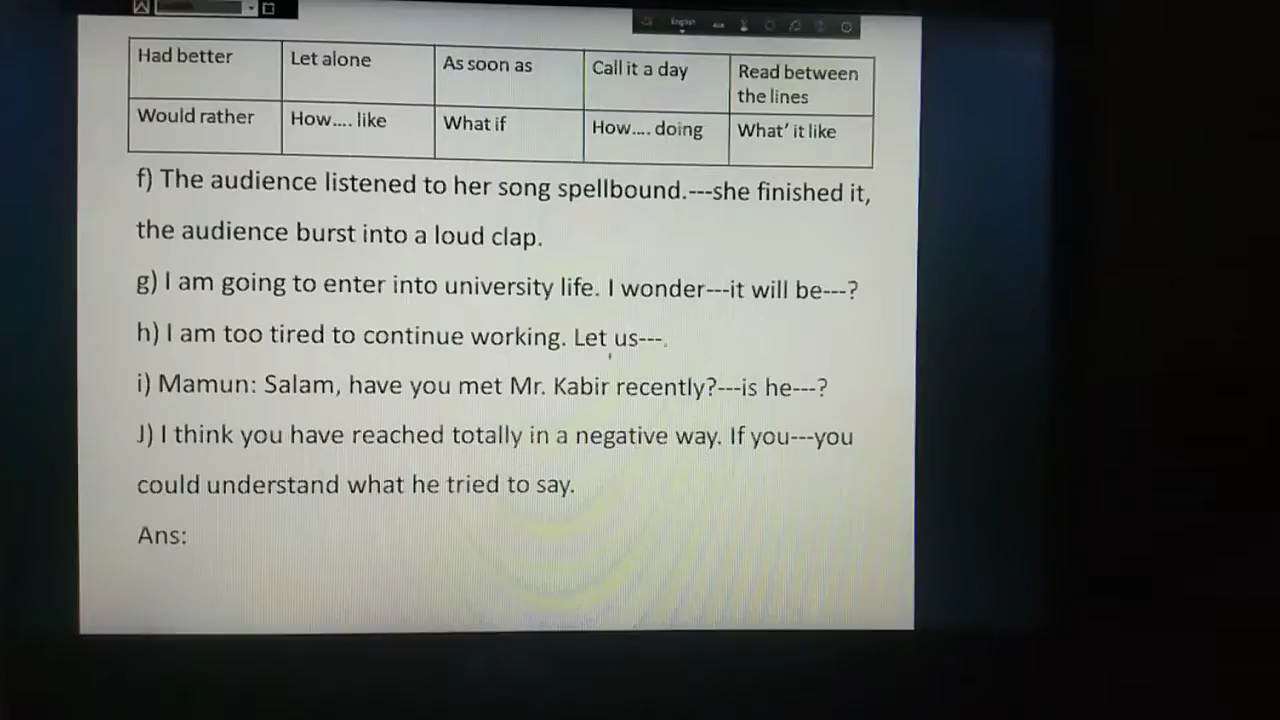 English
Had better Let alone As soon as Call it a day Read between
the lines
Would rather How.... like What if How.... doing What' it like
f) The audience listened to her song spellbound.---she finished it,
the audience burst into a loud clap.
g) I am going to enter into university life. I wonder---it will be---?
h) I am too tired to continue working. Let us---.
i) Mamun: Salam, have you met Mr. Kabir recently?---is he---?
J) I think you have reached totally in a negative way. If you---you
could understand what he tried to say.
Ans: